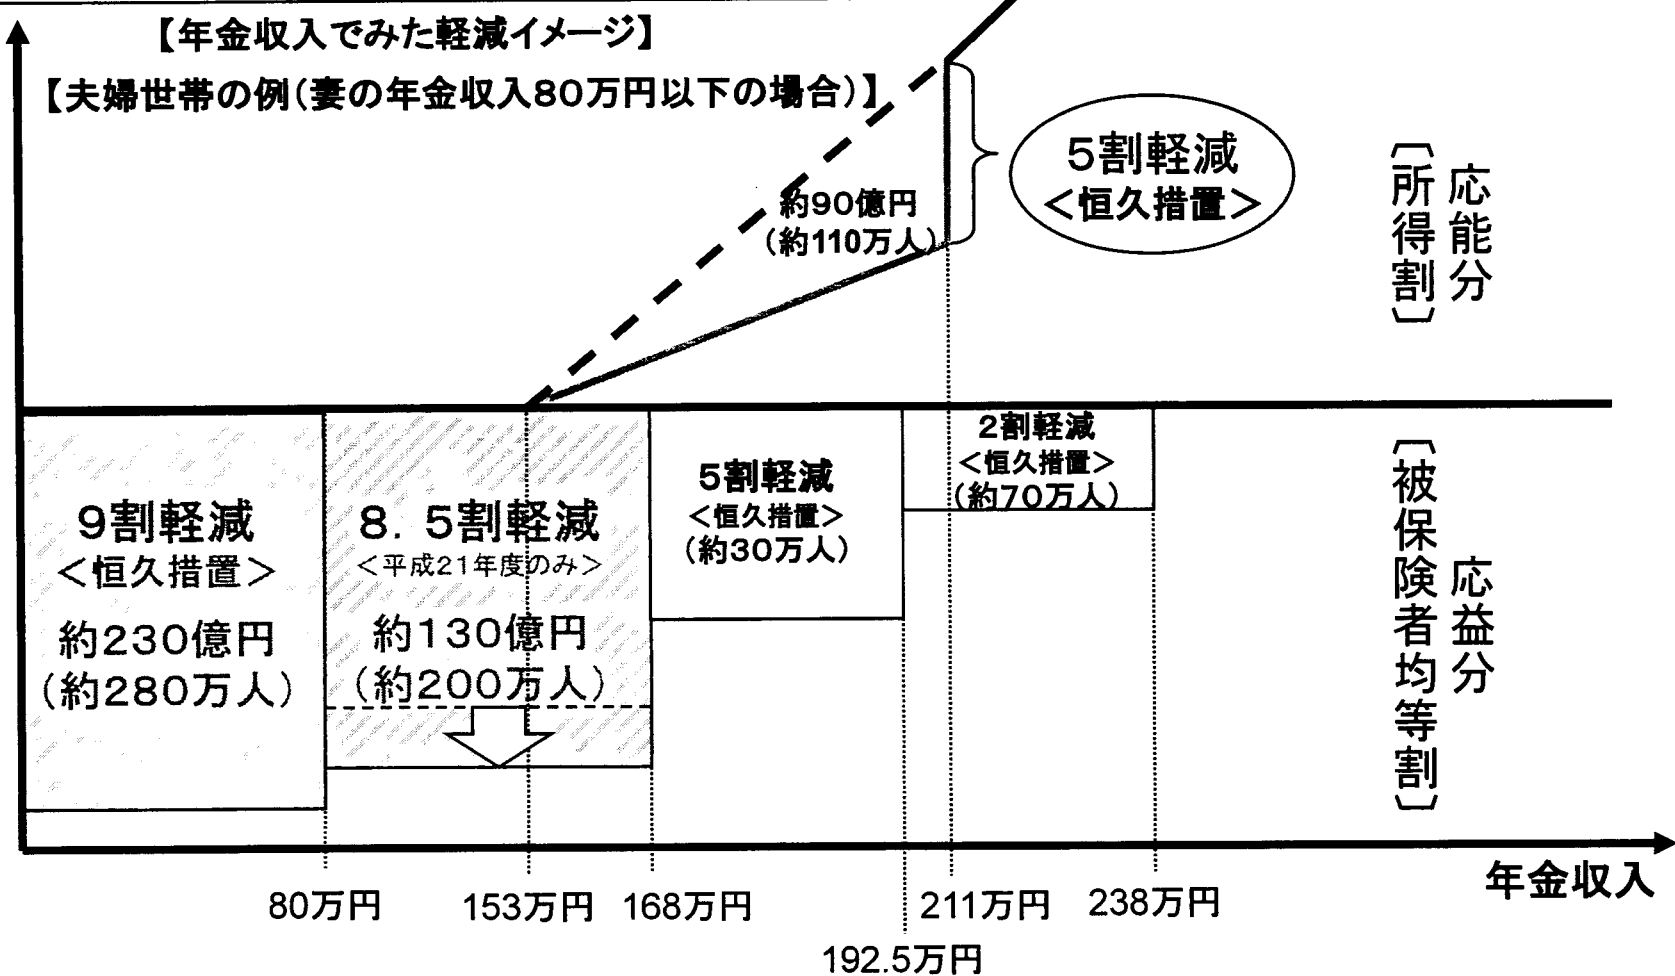 【年金収入でみた軽減イメージ】
【夫婦世帯の例(妻の年金収入80万円以下の場合)】
5割軽減
<恒久措置>
約90億円
(約110万人)
応能分
〔所得割〕
9割軽減
<恒久措置>
約230億円
(約280万人)
8．5割軽減
<平成21年度のみ>
約130億円
(約200万人)
5割軽減
<恒久措置>
(約30万人)
2割軽減
<恒久措置>
(約70万人)
応益分
〔被保険者均等割〕
年金収入
80万円
153万円
168万円
192.5万円
211万円
238万円